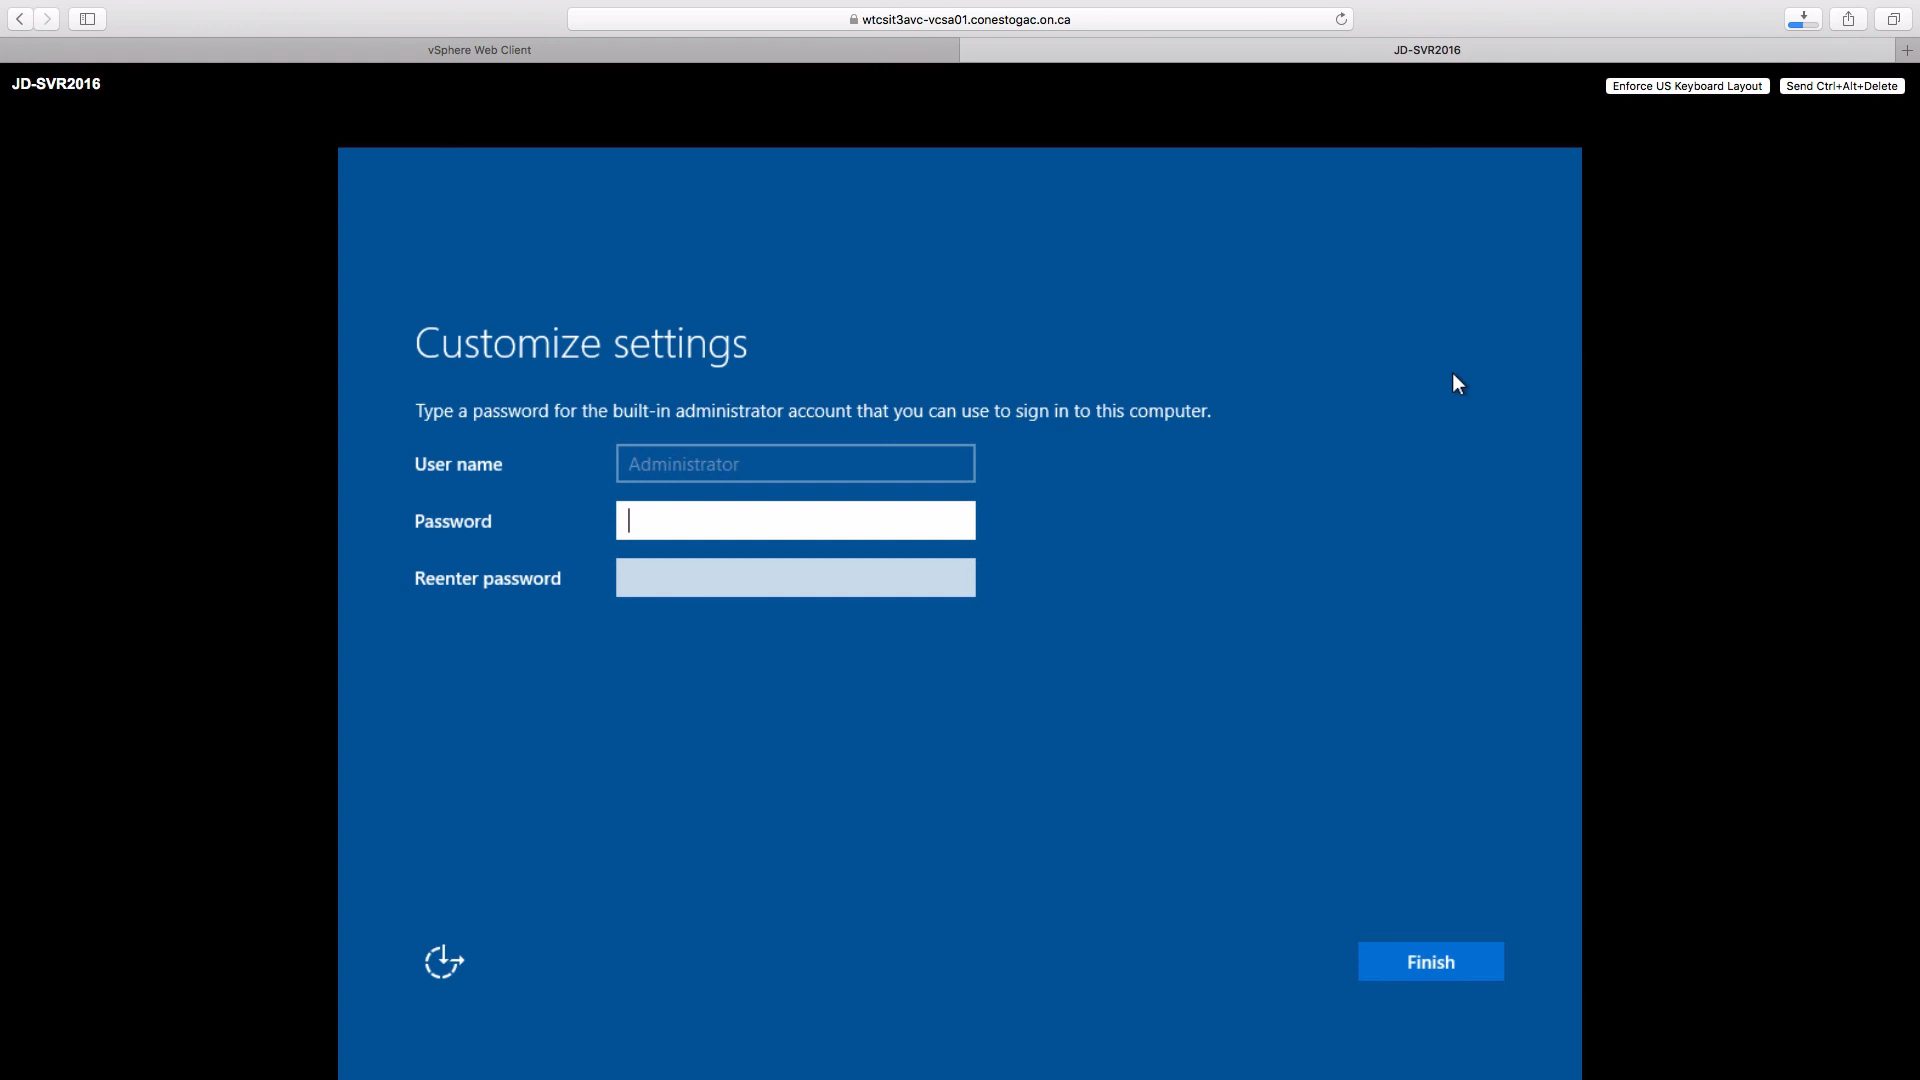 wtcsit3avc-vcsa01.conestogac.on.ca
vSphere Web Client
JD-SVR2016
JD-SVR2016
Enforce US Keyboard Layout
Send Ctrl+Alt+Delete
Customize settings
Type a password for the built-in administrator account that you can use to sign in to this computer.
User name
Administrator
Password
Reenter password
Finish